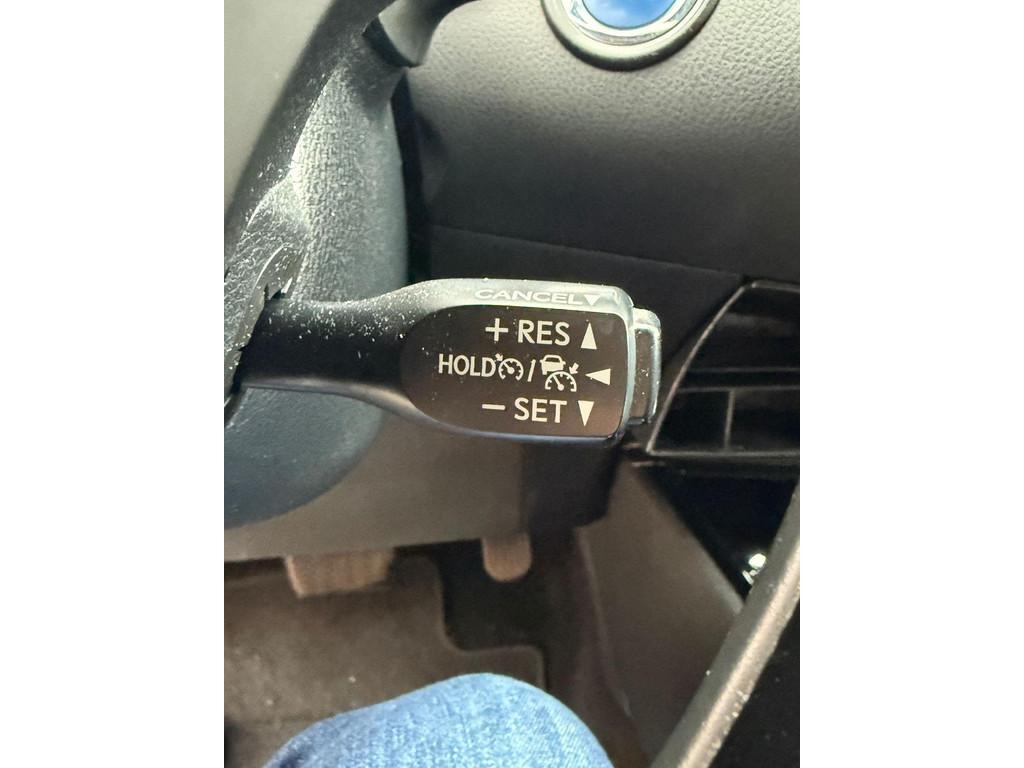 CANCEL
+ RES
HOLD /
- SET